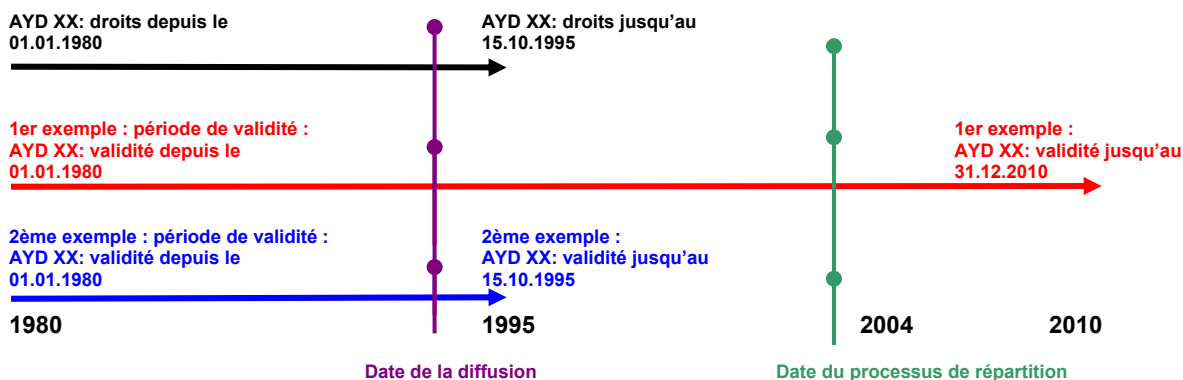 AYD XX: droits depuis le
01.01.1980
AYD XX: droits jusqu’au
15.10.1995
1er exemple : période de validité :
AYD XX: validité depuis le
01.01.1980
1er exemple :
AYD XX: validité jusqu’au
31.12.2010
2ème exemple : période de validité :
AYD XX: validité depuis le
01.01.1980
2ème exemple :
AYD XX: validité jusqu’au
15.10.1995
1980
1995
2004
2010
Date de la diffusion
Date du processus de répartition